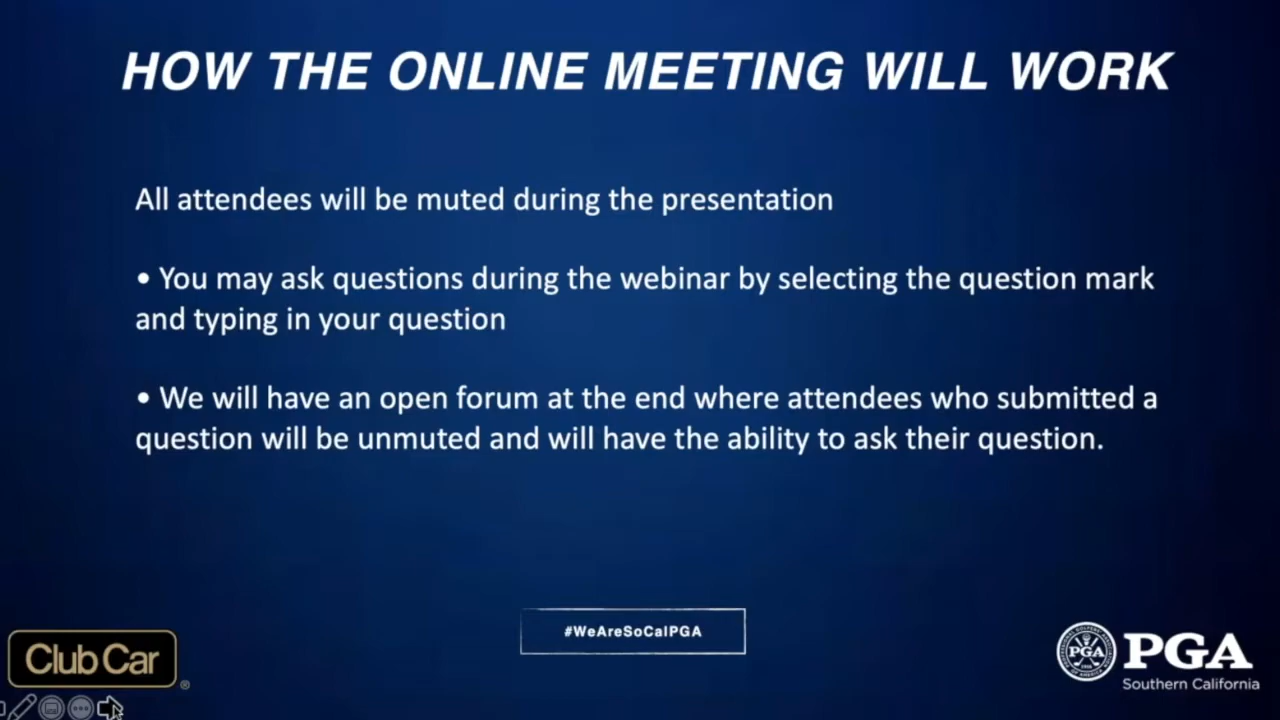 HOW THE ONLINE MEETING WILL WORK
All attendees will be muted during the presentation
• You may ask questions during the webinar by selecting the question mark
and typing in your question
• We will have an open forum at the end where attendees who submitted a
question will be unmuted and will have the ability to ask their question.
#WeAreSoCalPGA
Club Car
®
PGA
PGA
Southern California